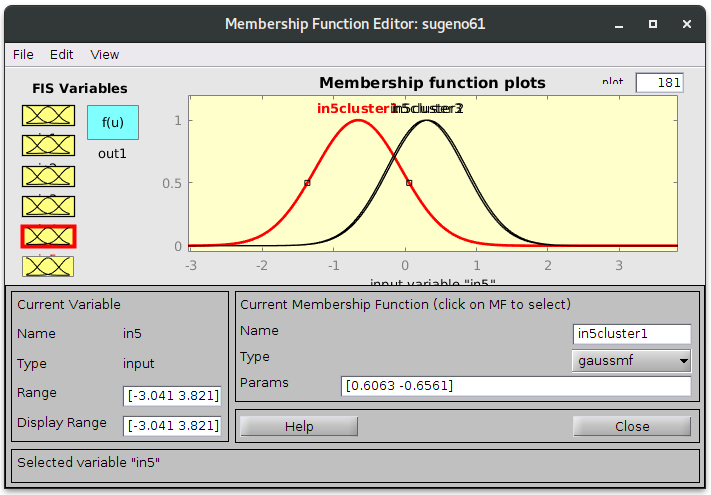 Membership Function Editor: sugeno61
File Edit View
FIS Variables
f(u)
out1
Membership function plots
plot
181
in5cluster1
1
0.5
0
-3 -2 -1 0 1 2 3
input variable "in5"
Current Variable
Name in5
Type input
Range [-3.041 3.821]
Display Range [-3.041 3.821]
Current Membership Function (click on MF to select)
Name in5cluster1
Type gaussmf
Params [0.6063 -0.6561]
Help Close
Selected variable "in5"